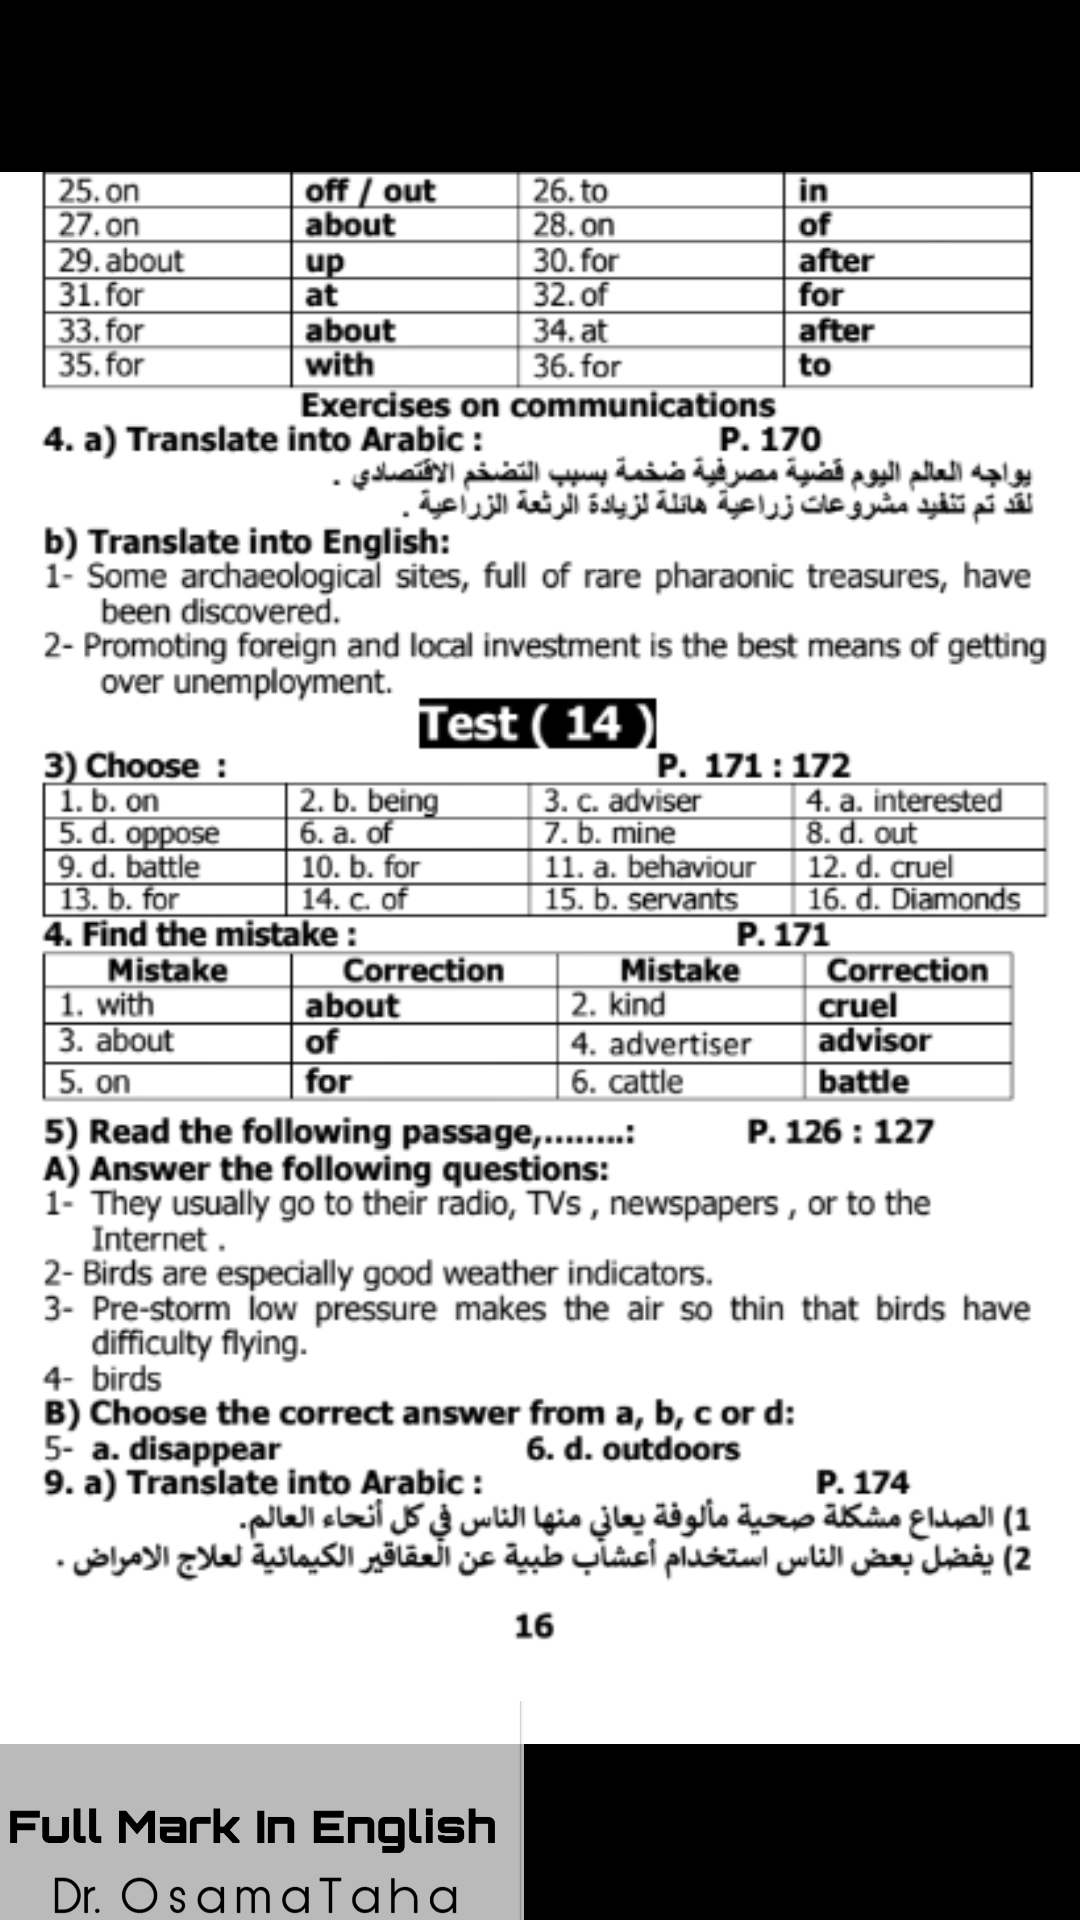 25. on off / out 26. to in
27. on about 28. on of
29. about up 30. for after
31. for at 32. of for
33. for about 34. at after
35. for with 36. for to
Exercises on communications
4. a) Translate into Arabic : P. 170
يواجه العالم اليوم قضية مصرفية ضخمة بسبب التضخم الاقتصادي .
لقد تم تنفيد مشروعات زراعية هائلة لزيادة الرثعة الزراعية .
b) Translate into English:
1- Some archaeological sites, full of rare pharaonic treasures, have
been discovered.
2- Promoting foreign and local investment is the best means of getting
over unemployment.
Test ( 14 )
3) Choose : P. 171 : 172
1. b. on 2. b. being 3. c. adviser 4. a. interested
5. d. oppose 6. a. of 7. b. mine 8. d. out
9. d. battle 10. b. for 11. a. behaviour 12. d. cruel
13. b. for 14. c. of 15. b. servants 16. d. Diamonds
4. Find the mistake : P. 171
Mistake Correction Mistake Correction
1. with about 2. kind cruel
3. about of 4. advertiser advisor
5. on for 6. cattle battle
5) Read the following passage,........: P. 126 : 127
A) Answer the following questions:
1- They usually go to their radio, TVs , newspapers , or to the
Internet .
2- Birds are especially good weather indicators.
3- Pre-storm low pressure makes the air so thin that birds have
difficulty flying.
4- birds
B) Choose the correct answer from a, b, c or d:
5- a. disappear 6. d. outdoors
9. a) Translate into Arabic : P. 174
1) الصداع مشكلة صحية مألوفة يعاني منها الناس في كل أنحاء العالم.
2) يفضل بعض الناس استخدام أعشاب طبية عن العقاقير الكيمائية لعلاج الامراض .
16
Full Mark In English
Dr. OsamaTaha